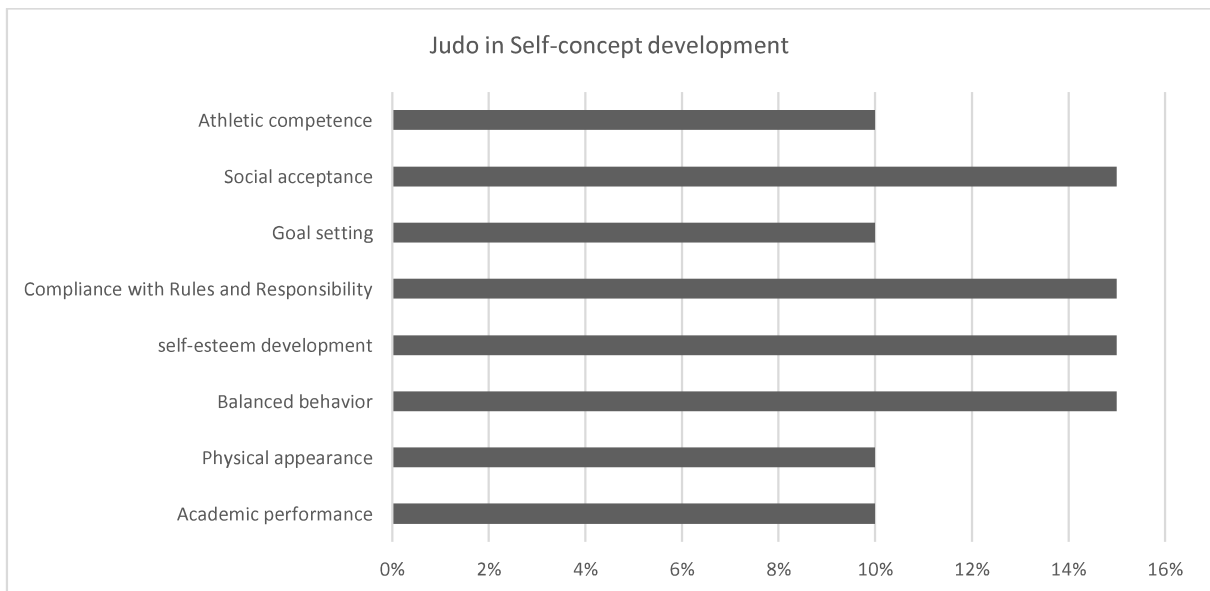 Judo in Self-concept development
Athletic competence
Social acceptance
Goal setting
Compliance with Rules and Responsibility
self-esteem development
Balanced behavior
Physical appearance
Academic performance
0% 2% 4% 6% 8% 10% 12% 14% 16%